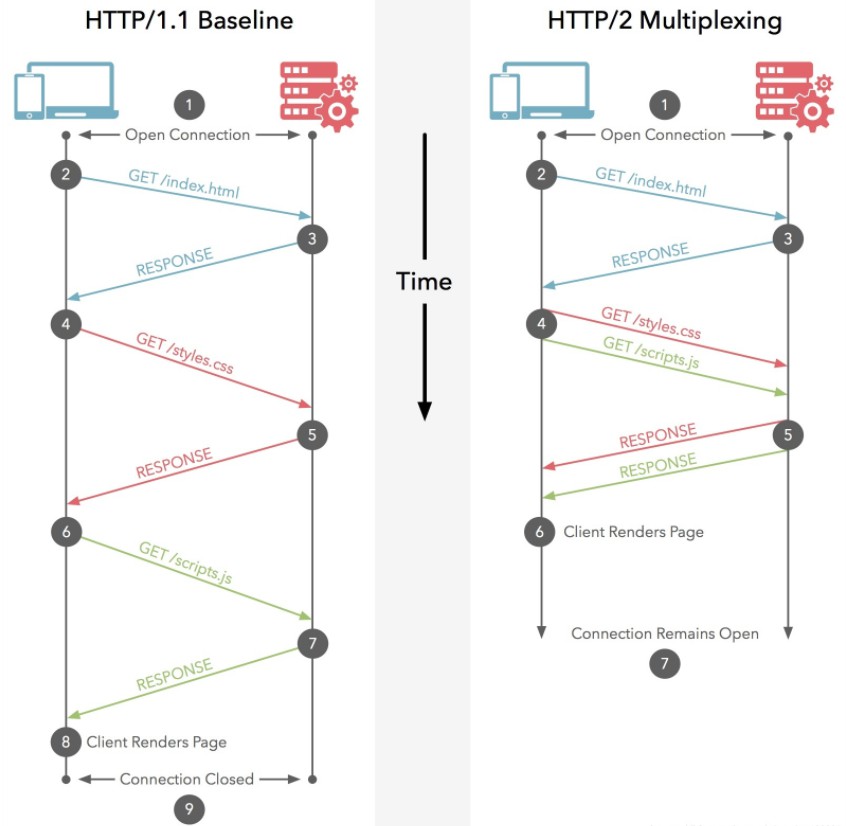 HTTP/1.1 Baseline
1
Open Connection
2
GET /index.html
3
RESPONSE
4
GET /styles.css
5
RESPONSE
6
GET /scripts.js
7
RESPONSE
8
Client Renders Page
Connection Closed
9
Time
HTTP/2 Multiplexing
1
Open Connection
2
GET /index.html
3
RESPONSE
4
GET /styles.css
GET /scripts.js
5
RESPONSE
RESPONSE
6
Client Renders Page
Connection Remains Open
7